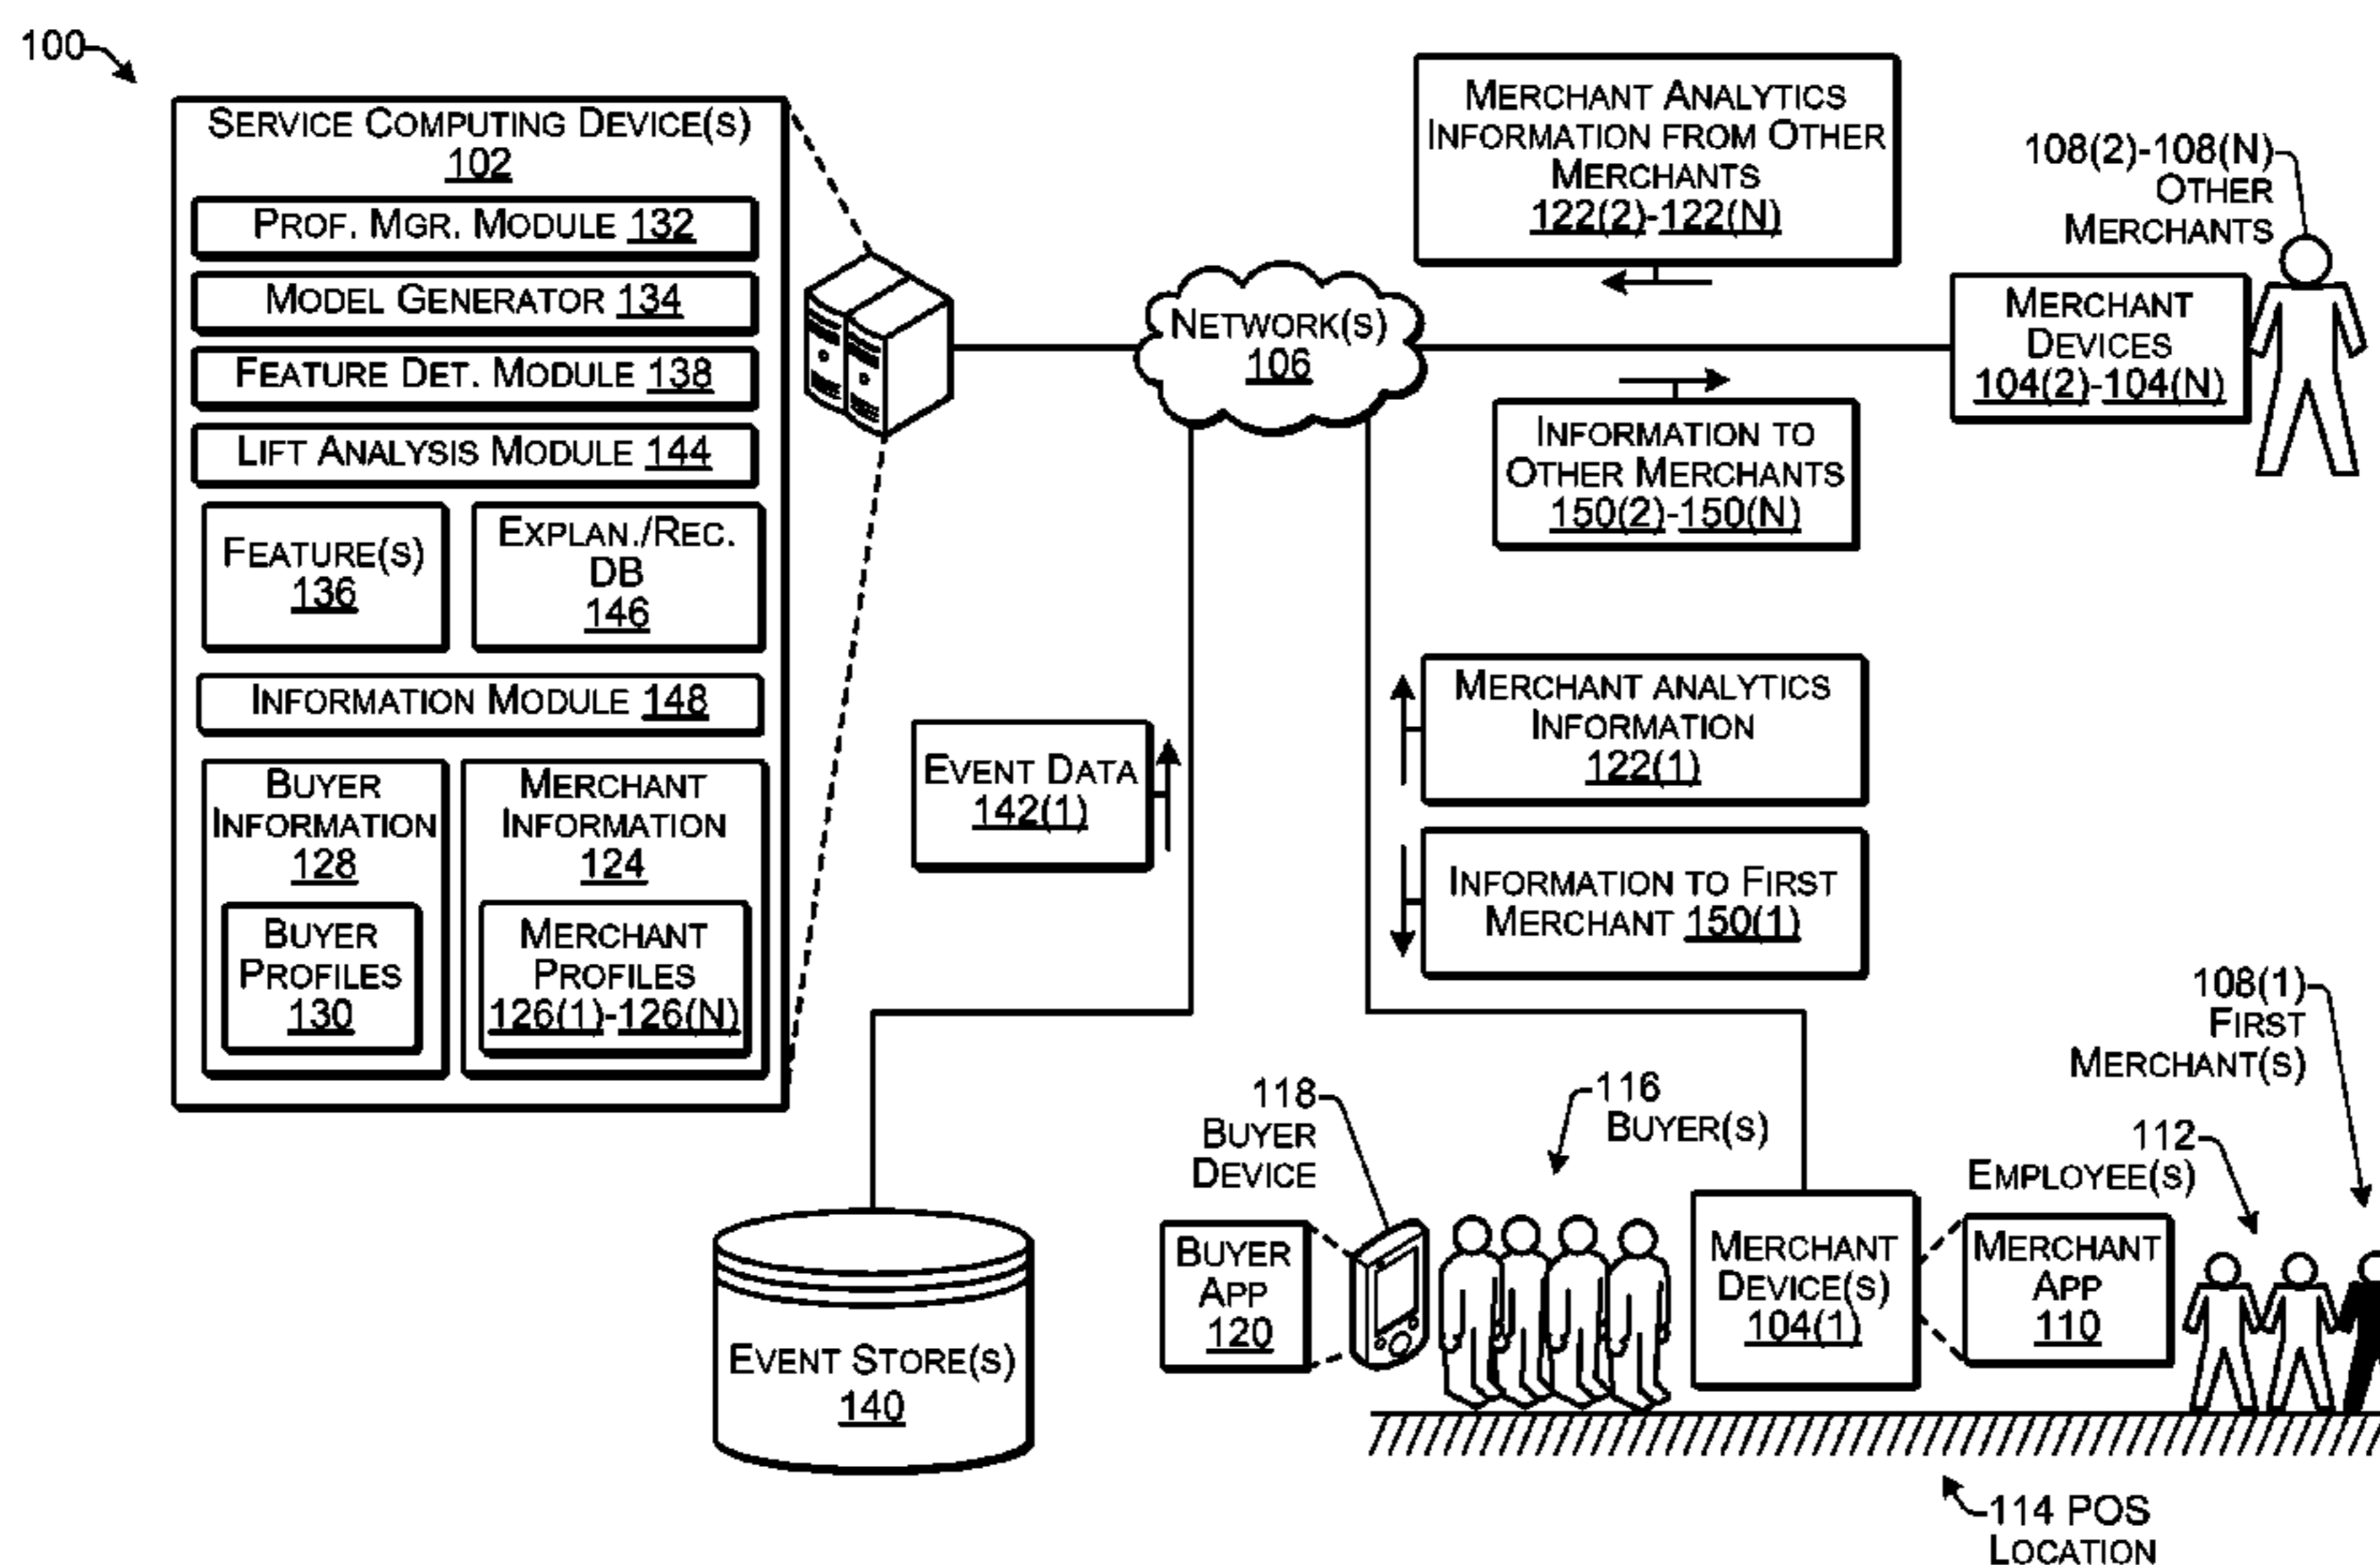 100
SERVICE COMPUTING DEVICE(S)
102
PROF. MGR. MODULE 132
MODEL GENERATOR 134
FEATURE DET. MODULE 138
LIFT ANALYSIS MODULE 144
FEATURE(S)
136
EXPLAN./REC.
DB
146
INFORMATION MODULE 148
BUYER
INFORMATION
128
BUYER
PROFILES
130
MERCHANT
INFORMATION
124
MERCHANT
PROFILES
126(1)-126(N)
NETWORK(S)
106
MERCHANT ANALYTICS
INFORMATION FROM OTHER
MERCHANTS
122(2)-122(N)
108(2)-108(N)
OTHER
MERCHANTS
MERCHANT
DEVICES
104(2)-104(N)
INFORMATION TO
OTHER MERCHANTS
150(2)-150(N)
EVENT DATA
142(1)
MERCHANT ANALYTICS
INFORMATION
122(1)
INFORMATION TO FIRST
MERCHANT 150(1)
EVENT STORE(S)
140
118
BUYER
DEVICE
BUYER
APP
120
116
BUYER(S)
MERCHANT
DEVICE(S)
104(1)
MERCHANT
APP
110
112
EMPLOYEE(S)
108(1)
FIRST
MERCHANT(S)
114 POS
LOCATION